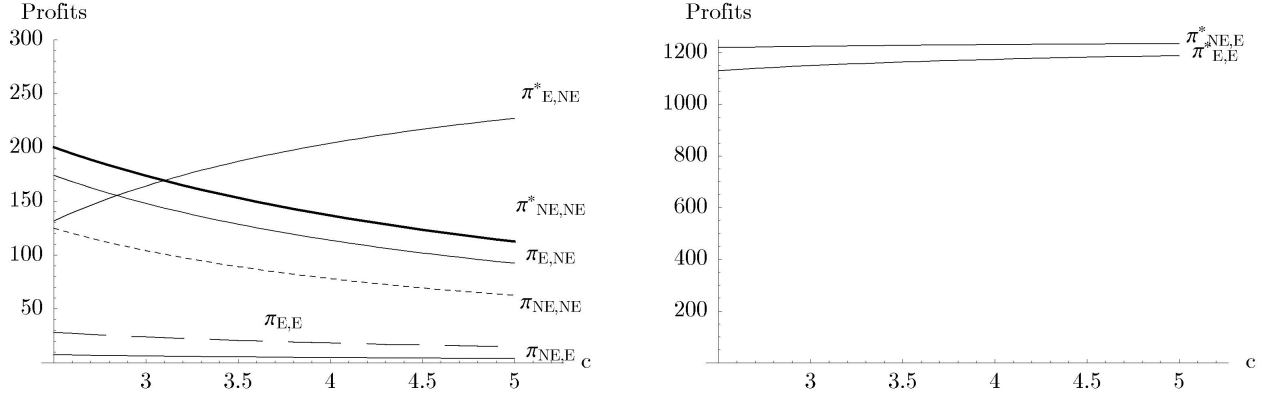 Profits
300
250
200
150
100
50
3
3.5
4
4.5
5
c
π*E,NE
π*NE,NE
πE,NE
πNE,NE
πE,E
πNE,E
Profits
1200
1000
800
600
400
200
3
3.5
4
4.5
5
c
π*NE,E
π*E,E